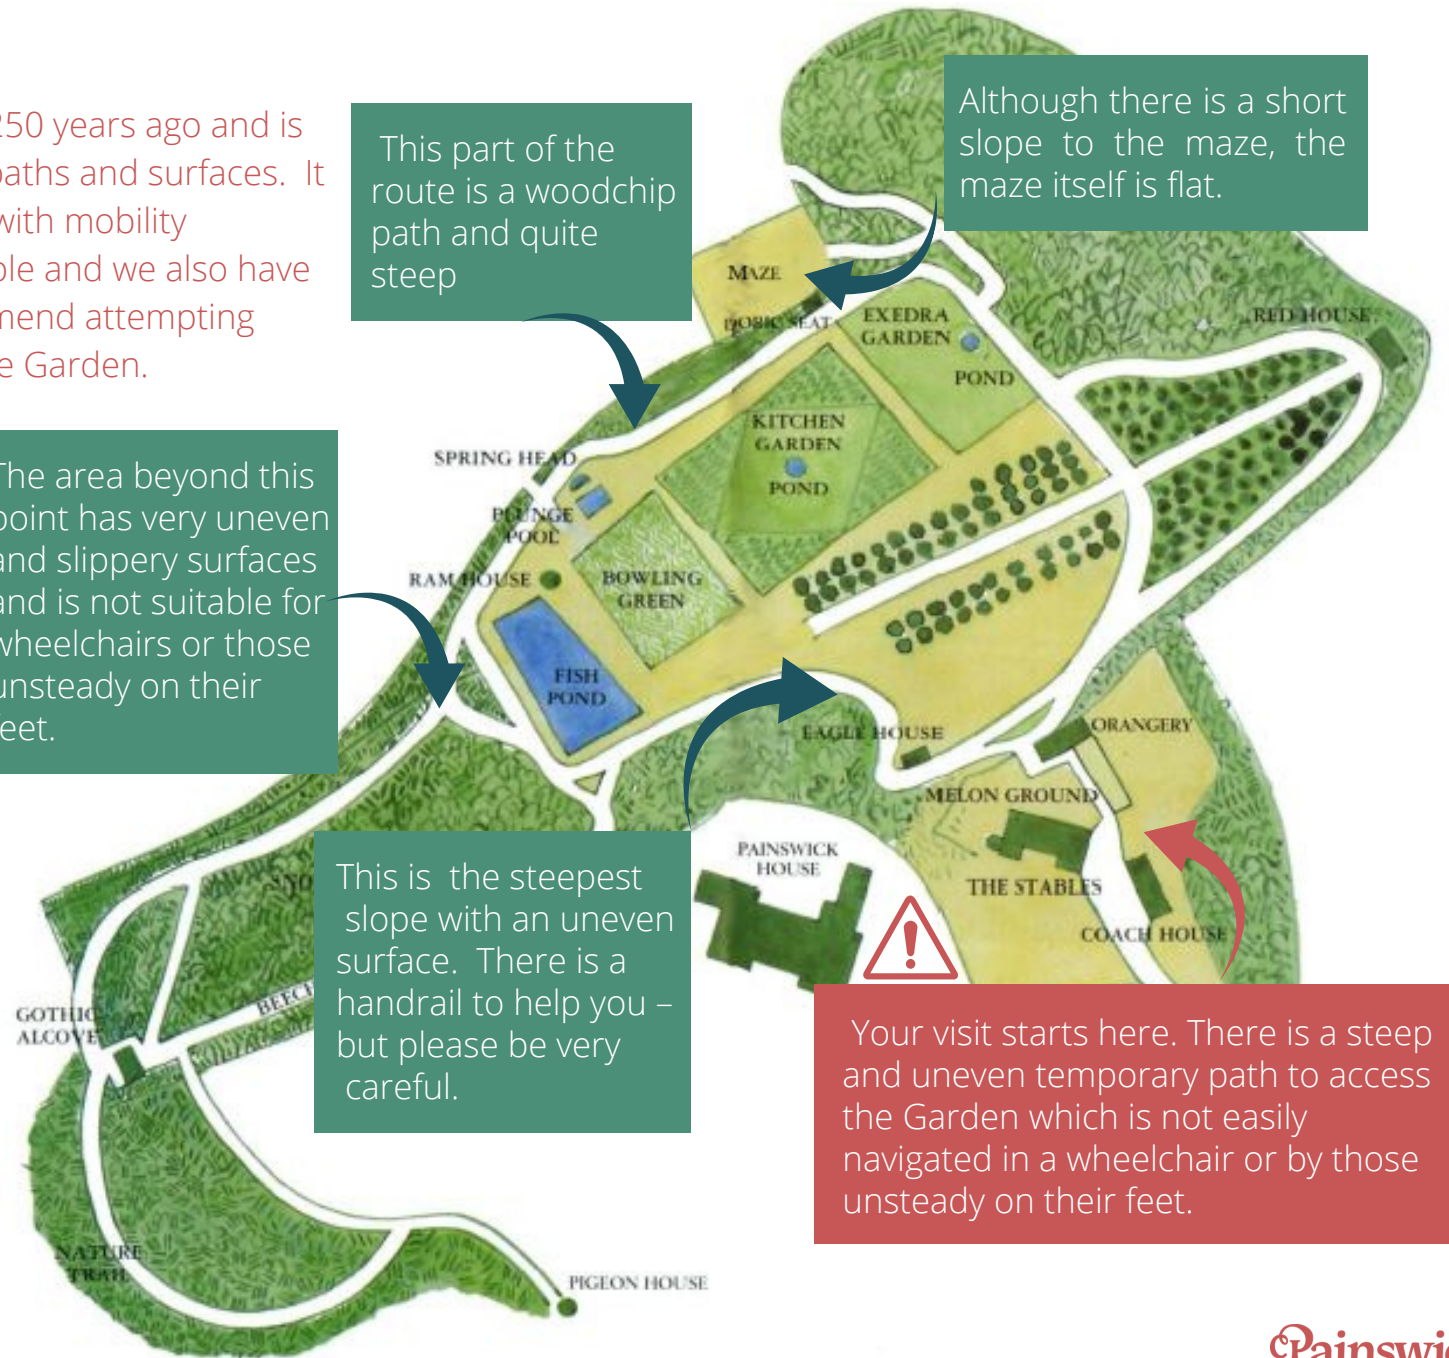 250 years ago and is
paths and surfaces. It
with mobility
ble and we also have
mend attempting
e Garden.
This part of the
route is a woodchip
path and quite
steep
Although there is a short
slope to the maze, the
maze itself is flat.
The area beyond this
point has very uneven
and slippery surfaces
and is not suitable for
wheelchairs or those
unsteady on their
feet.
MAZE
DORIC SEAT
EXEDRA
GARDEN
POND
RED HOUSE
KITCHEN
GARDEN
POND
SPRING HEAD
PLUNGE
POOL
RAM HOUSE
BOWLING
GREEN
FISH
POND
EAGLE HOUSE
ORANGERY
MELON GROUND
PAINSWICK
HOUSE
THE STABLES
COACH HOUSE
This is the steepest
slope with an uneven
surface. There is a
handrail to help you –
but please be very
careful.
SNO
BEECH
GOTHIC
ALCOVE
Your visit starts here. There is a steep
and uneven temporary path to access
the Garden which is not easily
navigated in a wheelchair or by those
unsteady on their feet.
NATURE
TRAIL
PIGEON HOUSE
Painswic